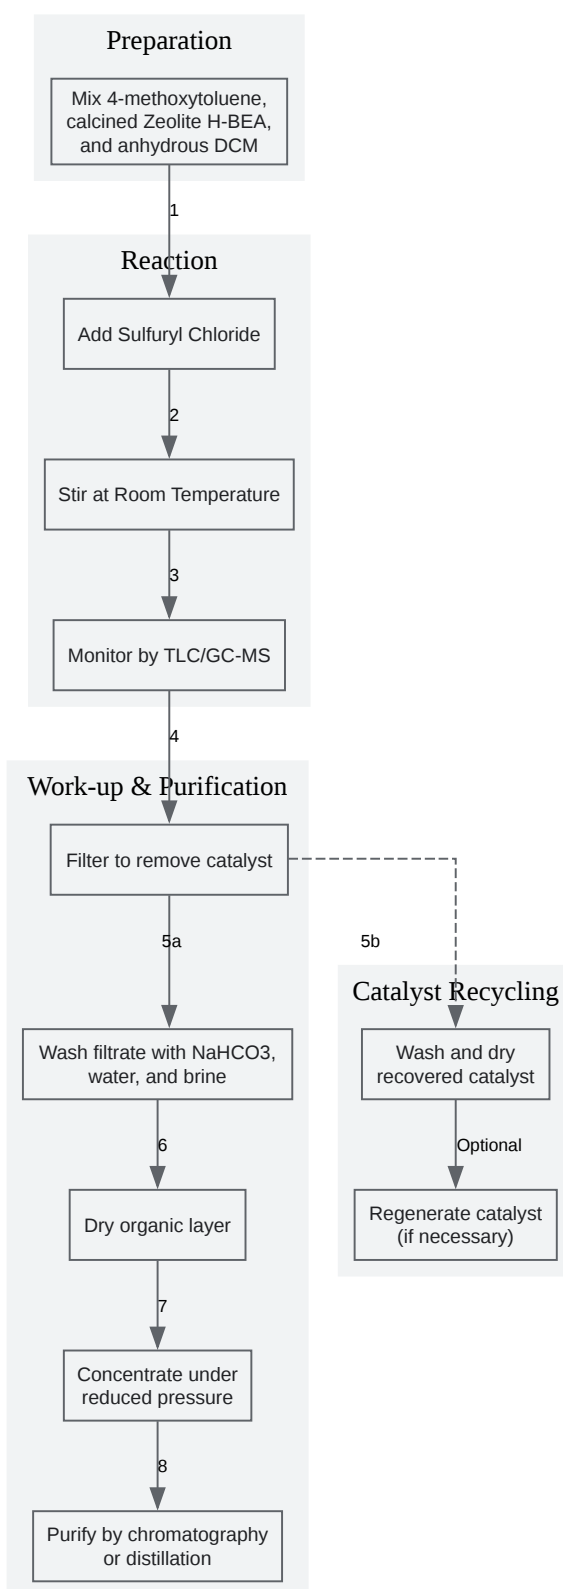 Preparation
Mix 4-methoxytoluene,
calcined Zeolite H-BEA,
and anhydrous DCM
1
Reaction
Add Sulfuryl Chloride
2
Stir at Room Temperature
3
Monitor by TLC/GC-MS
4
Work-up & Purification
Filter to remove catalyst
5a
5b
Catalyst Recycling
Wash filtrate with NaHCO3,
water, and brine
Wash and dry
recovered catalyst
6
Optional
Dry organic layer
Regenerate catalyst
(if necessary)
7
Concentrate under
reduced pressure
8
Purify by chromatography
or distillation